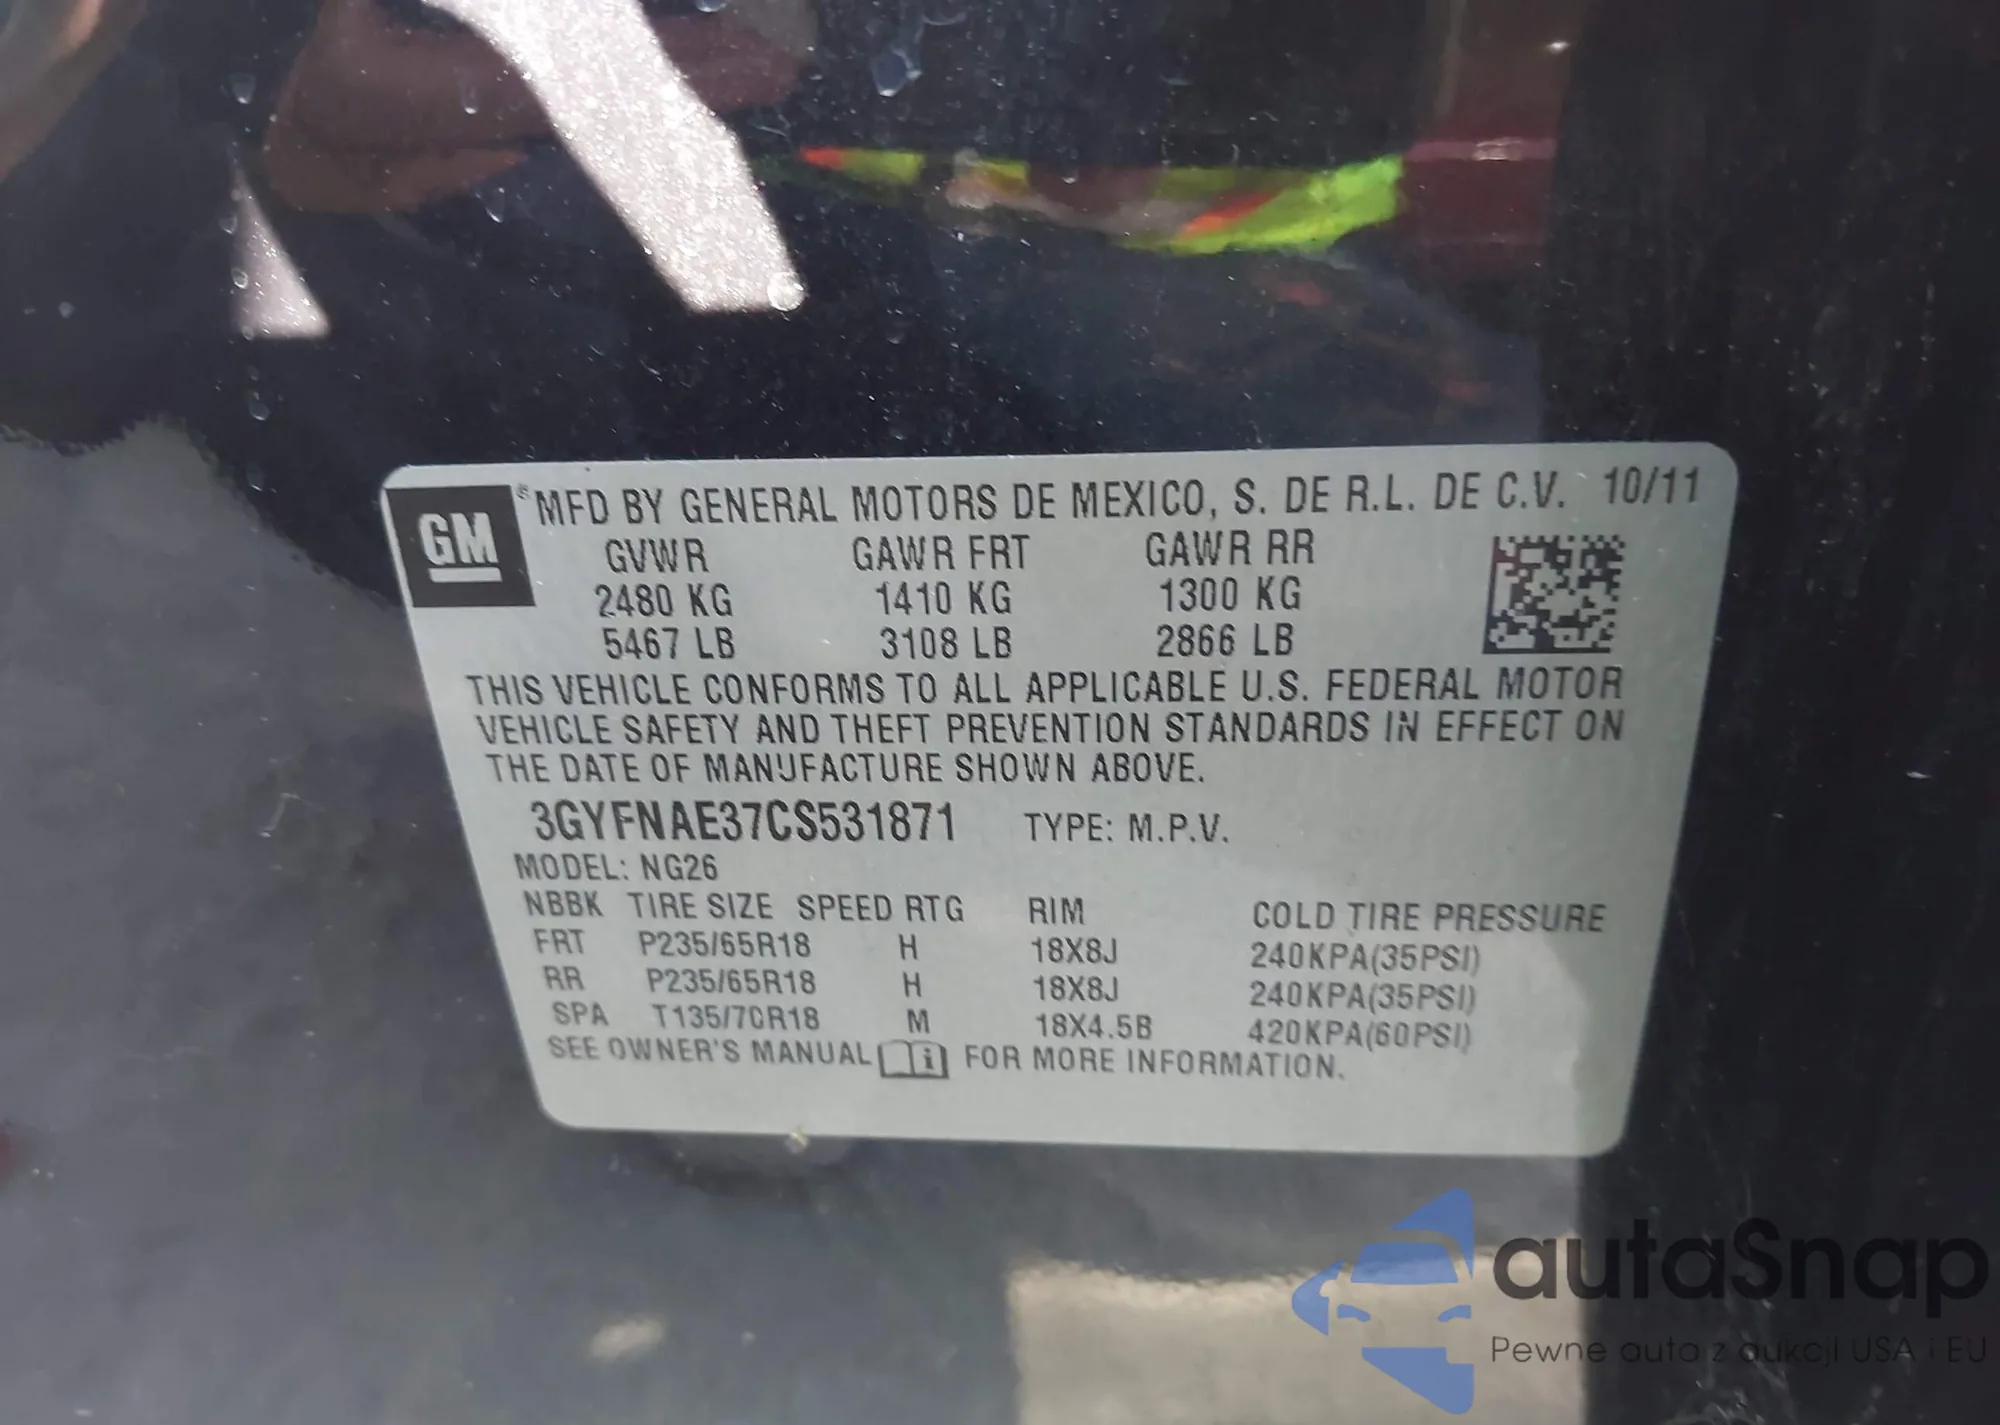 GM ® MFD BY GENERAL MOTORS DE MEXICO, S. DE R.L. DE C.V. 10/11
GVWR GAWR FRT GAWR RR
2480 KG 1410 KG 1300 KG
5467 LB 3108 LB 2866 LB
THIS VEHICLE CONFORMS TO ALL APPLICABLE U.S. FEDERAL MOTOR
VEHICLE SAFETY AND THEFT PREVENTION STANDARDS IN EFFECT ON
THE DATE OF MANUFACTURE SHOWN ABOVE.
3GYFNAE37CS531871 TYPE: M.P.V.
MODEL: NG26
NBBK TIRE SIZE SPEED RTG RIM COLD TIRE PRESSURE
FRT P235/65R18 H 18X8J 240KPA(35PSI)
RR P235/65R18 H 18X8J 240KPA(35PSI)
SPA T135/70R18 M 18X4.5B 420KPA(60PSI)
SEE OWNER'S MANUAL i FOR MORE INFORMATION.
autaSnap
Pewne auta z aukcji USA i EU